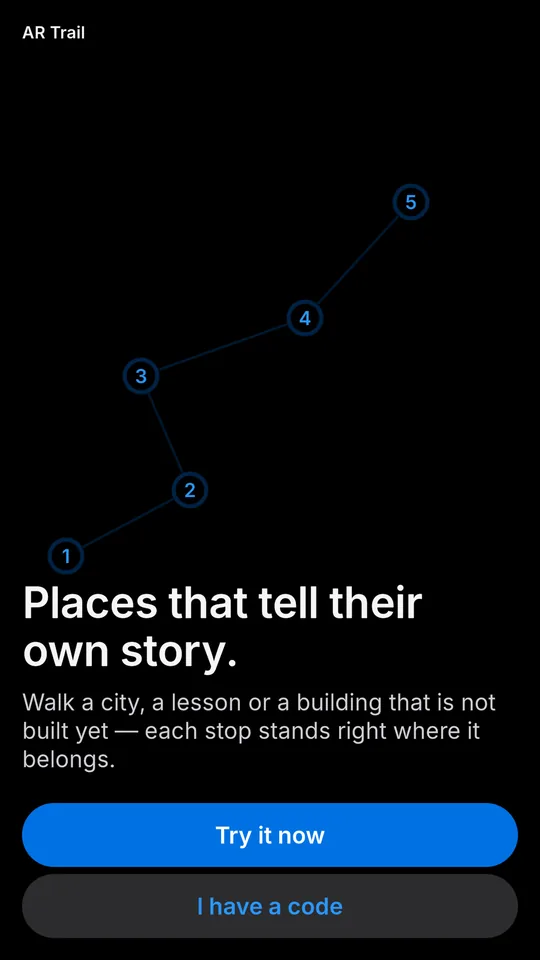 AR Trail
5
4
3
2
1
Places that tell their
own story.
Walk a city, a lesson or a building that is not
built yet — each stop stands right where it
belongs.
Try it now
I have a code